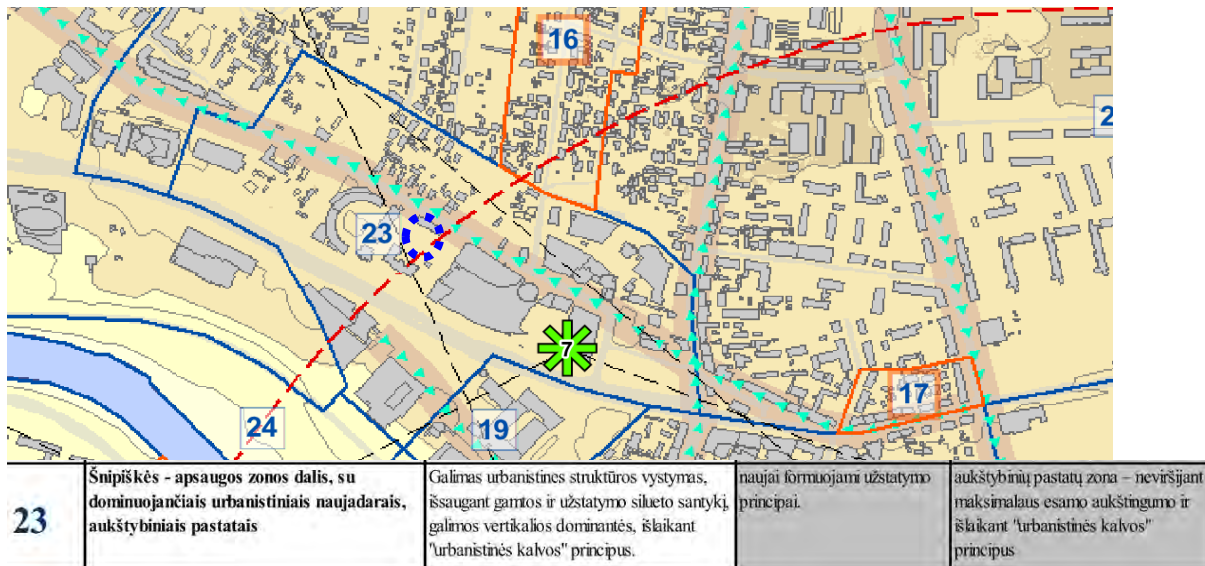 16
2
23
7
17
24
19
23
Šnipiškės - apsaugos zonos dalis, su
dominuojančiais urbanistiniais naujadarais,
aukštybiniais pastatais
Galimas urbanistines struktūros vystymas,
išsaugant gamtos ir užstatymo silueto santykį,
galimos vertikalios dominantės, išlaikant
"urbanistinės kalvos" principus.
naujai formuojami užstatymo
principai.
aukštybinių pastatų zona – neviršijant
maksimalaus esamo aukštingumo ir
išlaikant "urbanistinės kalvos"
principus